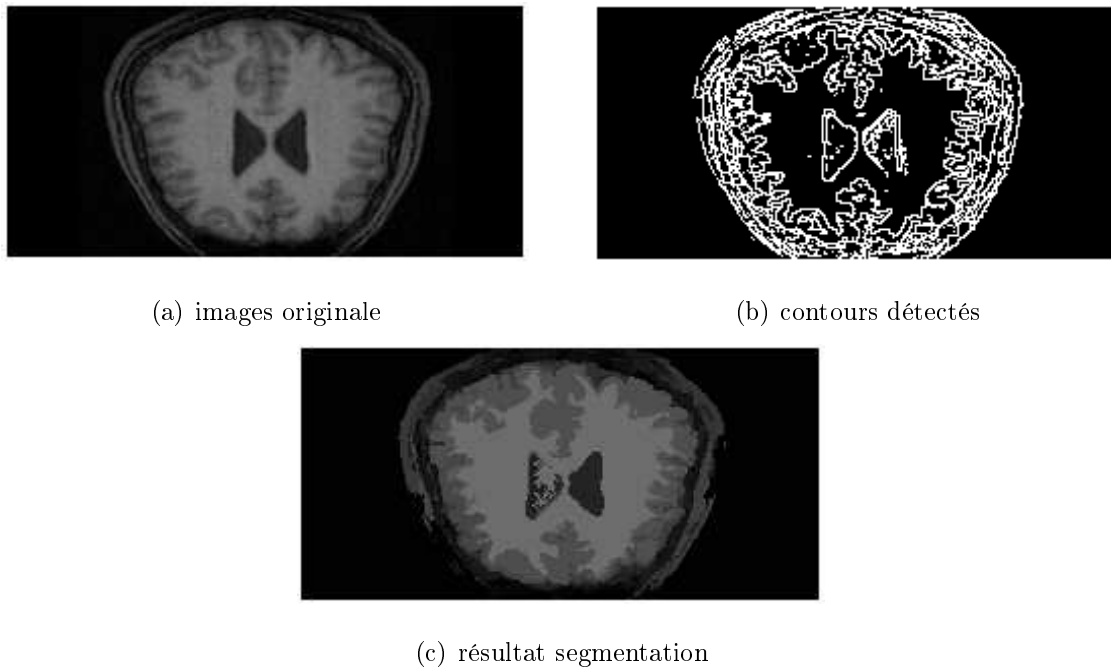 (a) images originale
(b) contours détectés
(c) résultat segmentation